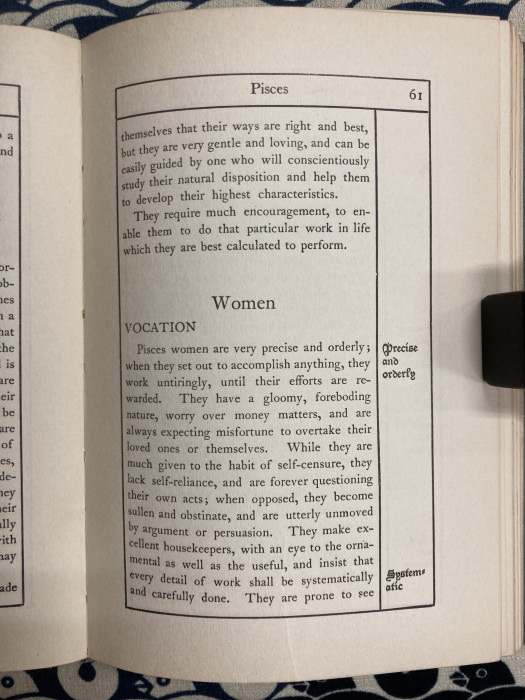 Pisces
61
themselves that their ways are right and best,
but they are very gentle and loving, and can be
easily guided by one who will conscientiously
study their natural disposition and help them
to develop their highest characteristics.
They require much encouragement, to en-
able them to do that particular work in life
which they are best calculated to perform.
Women
VOCATION
Pisces women are very precise and orderly;
when they set out to accomplish anything, they
work untiringly, until their efforts are re-
warded. They have a gloomy, foreboding
nature, worry over money matters, and are
always expecting misfortune to overtake their
loved ones or themselves. While they are
much given to the habit of self-censure, they
lack self-reliance, and are forever questioning
their own acts; when opposed, they become
sullen and obstinate, and are utterly unmoved
by argument or persuasion. They make ex-
cellent housekeepers, with an eye to the orna-
mental as well as the useful, and insist that
every detail of work shall be systematically
and carefully done. They are prone to see
Precise
and
orderly
System=
atic